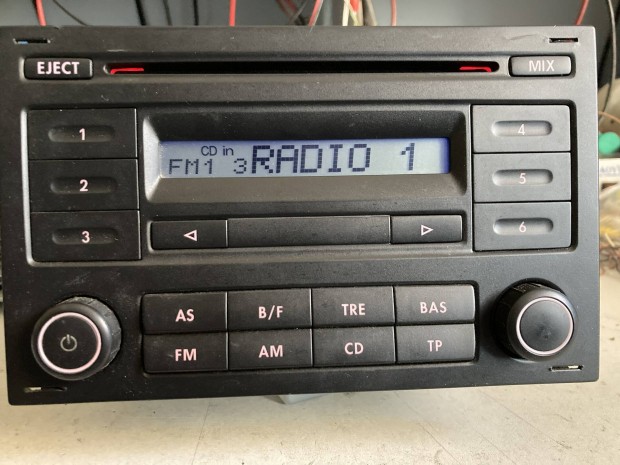 EJECT
MIX
1
2
3
CD in
FM1 3 RADIO 1
4
5
6
AS B/F TRE BAS
FM AM CD TP